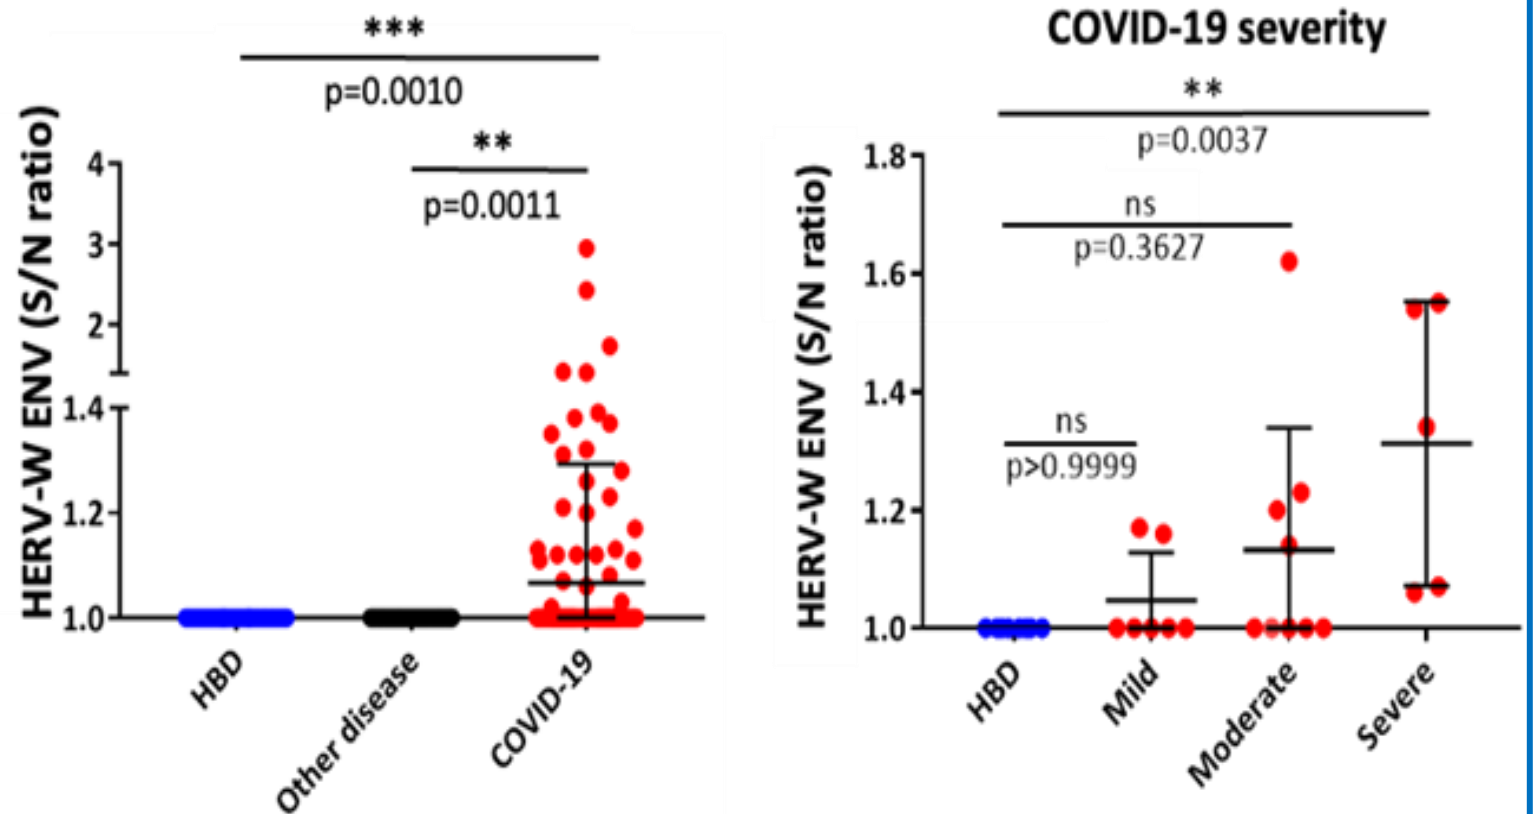 ***
p=0.0010
**
p=0.0011
HERV-W ENV (S/N ratio)
4
3
2
1.4
1.2
1.0
HBD
Other disease
COVID-19
COVID-19 severity
**
p=0.0037
ns
p=0.3627
ns
p>0.9999
HERV-W ENV (S/N ratio)
1.8
1.6
1.4
1.2
1.0
HBD
Mild
Moderate
Severe